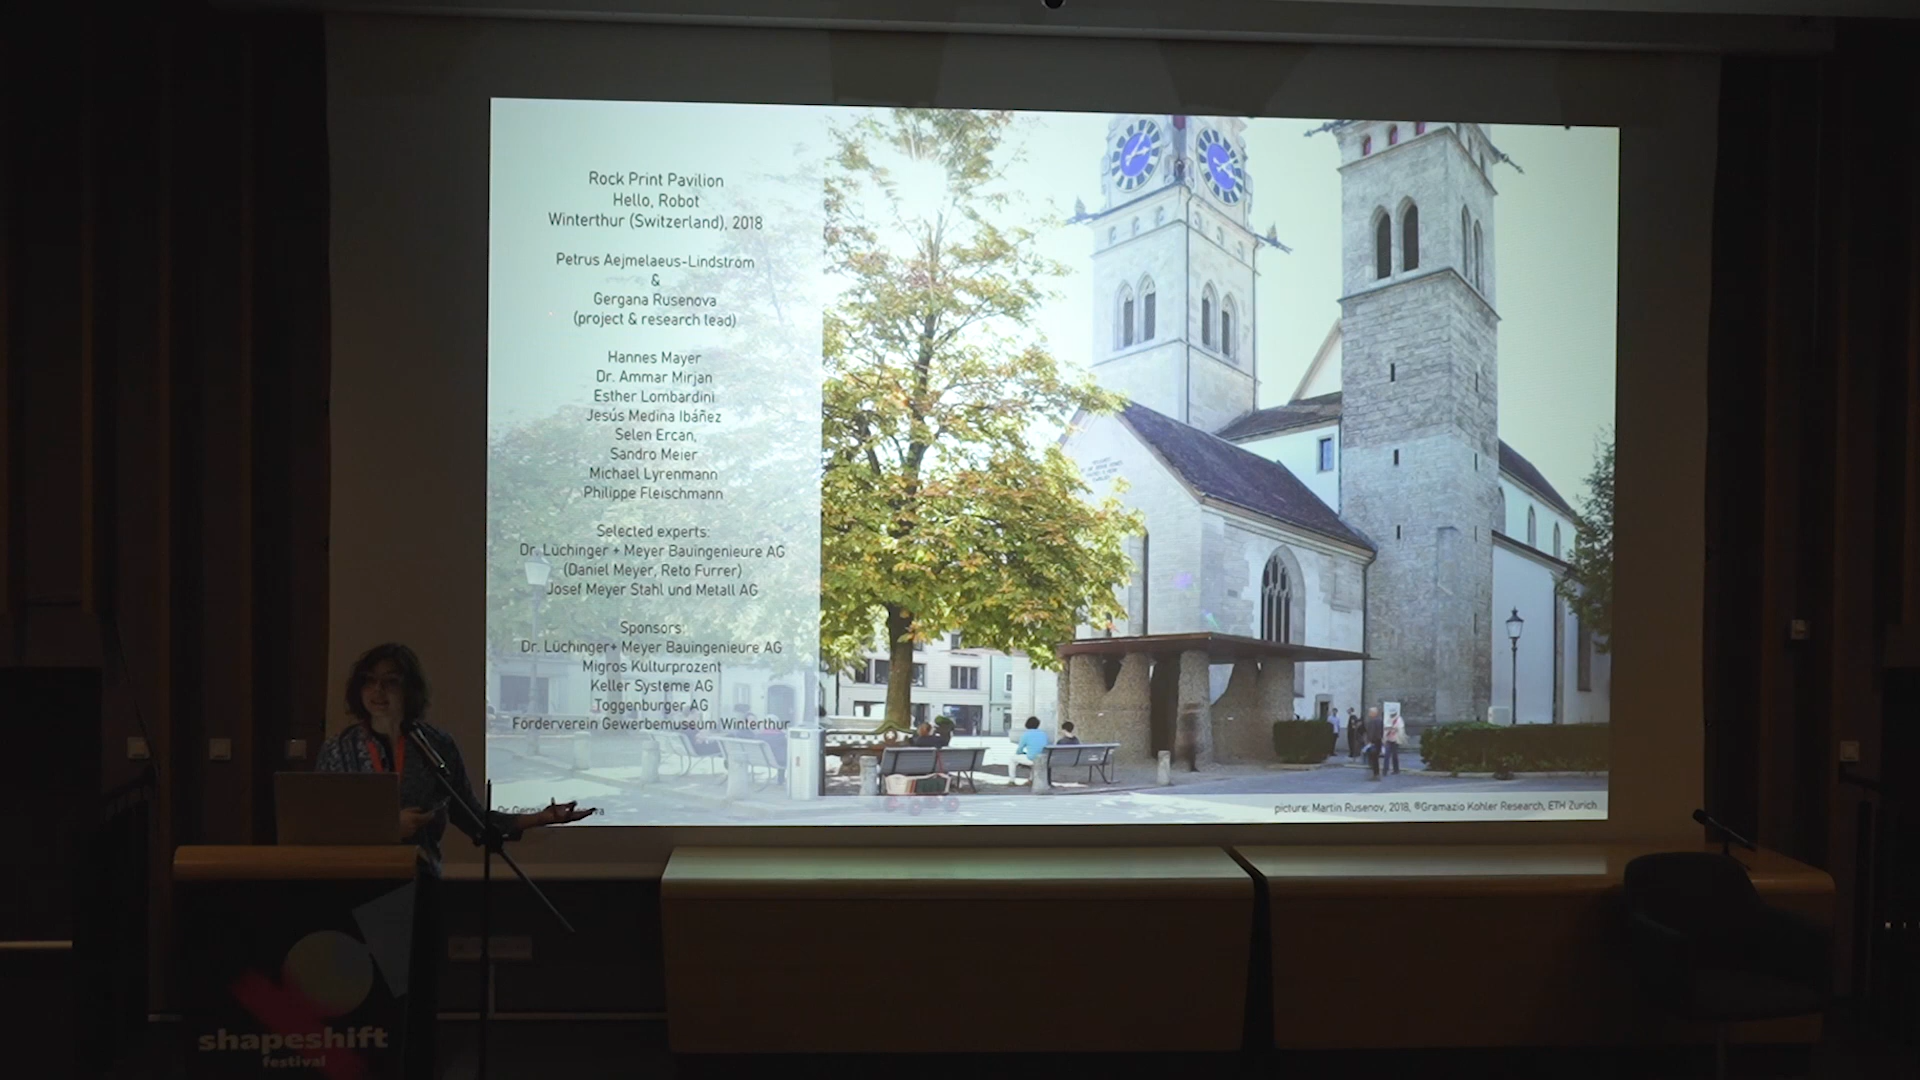 Rock Print Pavilion
Hello, Robot
Winterthur (Switzerland), 2018
Petrus Aejmelaeus-Lindström
&
Gergana Rusenova
(project & research lead)
Hannes Mayer
Dr. Ammar Mirjan
Esther Lombardini
Jesús Medina Ibáñez
Selen Ercan,
Sandro Meier
Michael Lyrenmann
Philippe Fleischmann
Selected experts:
Dr. Lüchinger + Meyer Bauingenieure AG
(Daniel Meyer, Reto Furrer)
Josef Meyer Stahl und Metall AG
Sponsors:
Dr. Lüchinger+ Meyer Bauingenieure AG
Migros Kulturprozent
Keller Systeme AG
Toggenburger AG
Förderverein Gewerbemuseum Winterthur
picture: Martin Rusenov, 2018, ®Gramazio Kohler Research, ETH Zurich
shapeshift
festival